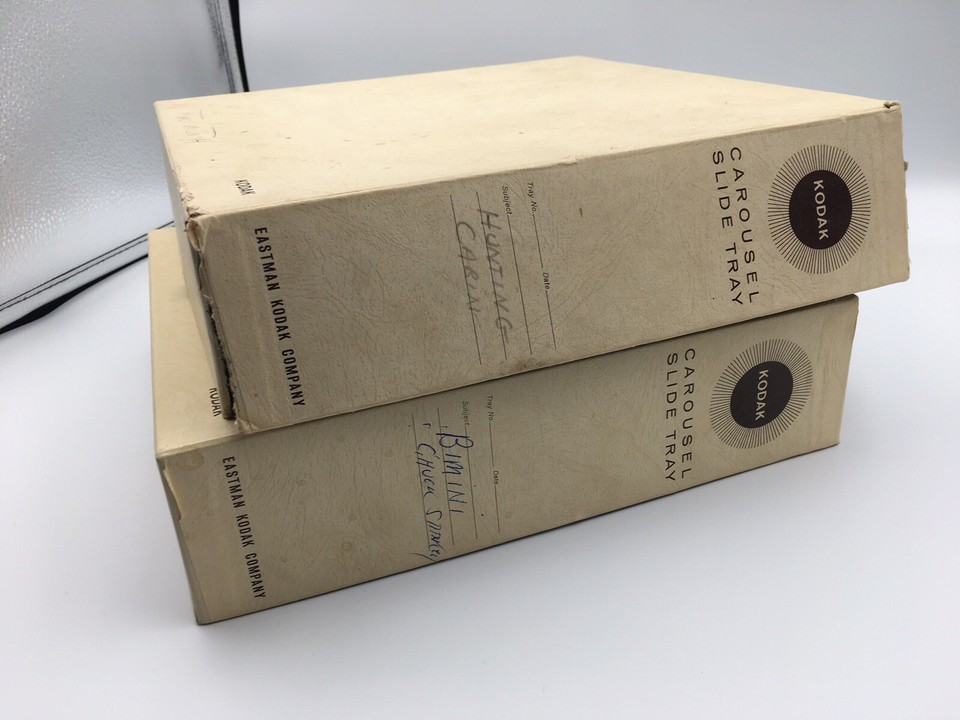 KODAK
CAROUSEL
SLIDE TRAY
Tray No. Date
Subject
HUNTING
EASTMAN KODAK COMPANY
KODAK
KODAK
CAROUSEL
SLIDE TRAY
Tray No. Date
Subject
BIMINI
CHUCK
EASTMAN KODAK COMPANY
KODAK